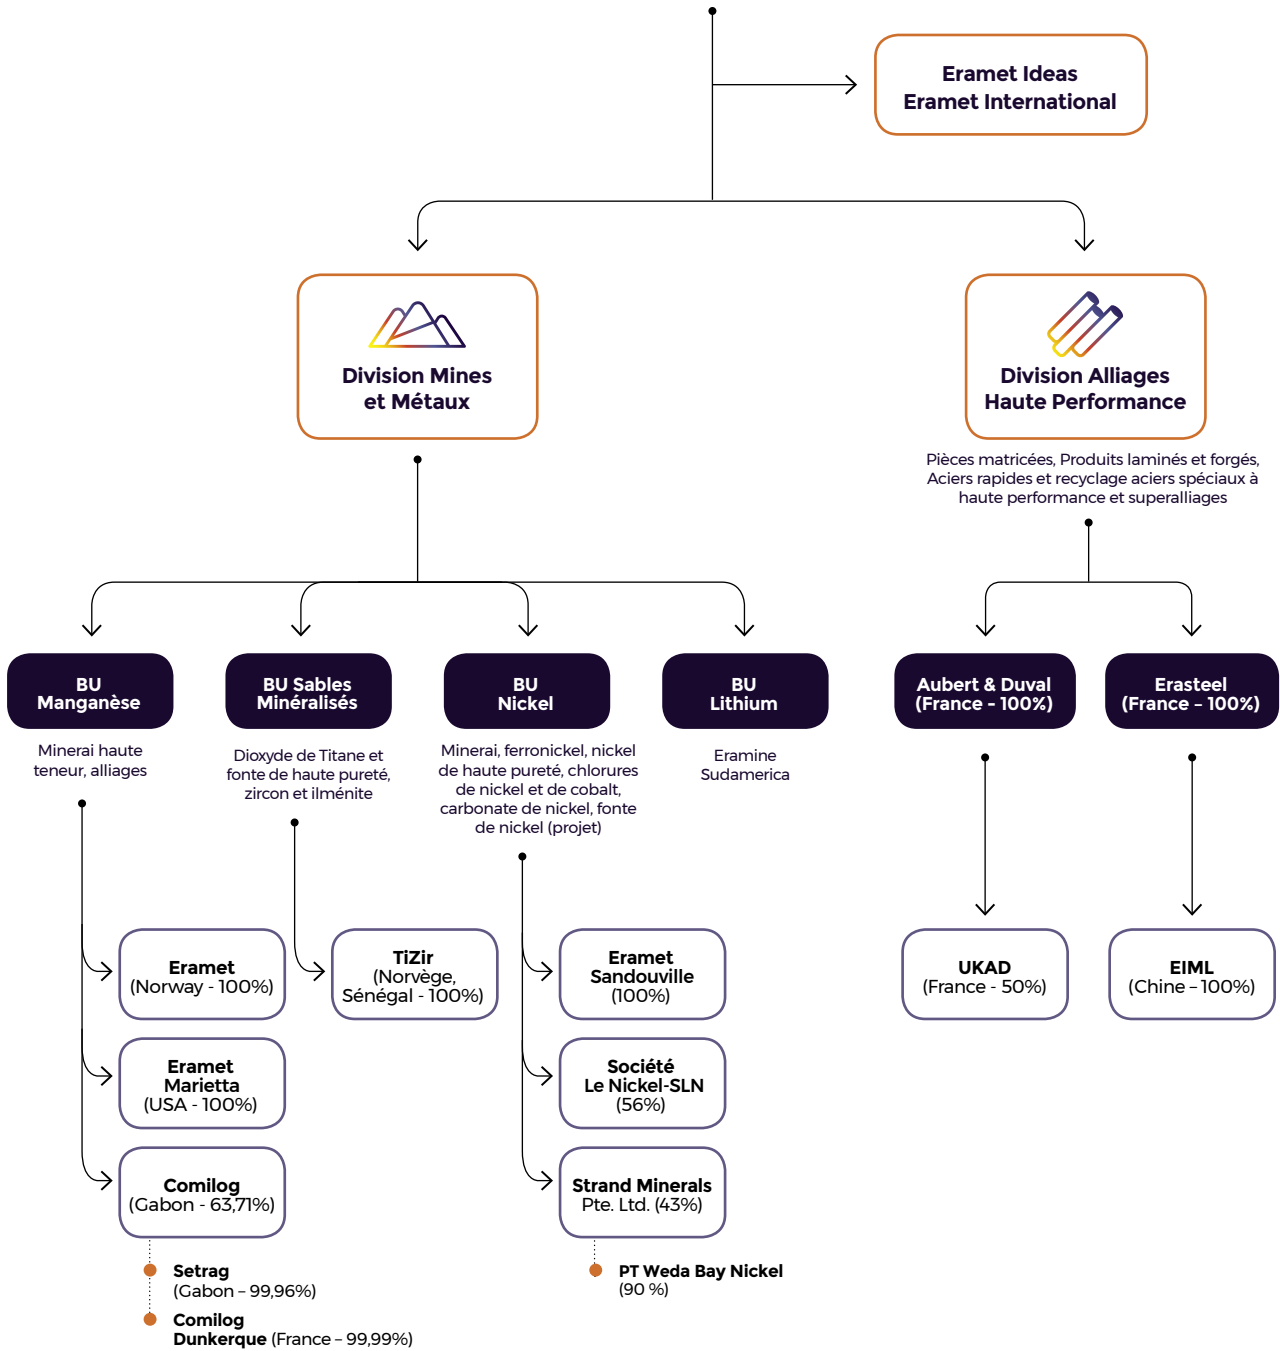 Eramet Ideas
Eramet International
Division Mines
et Métaux
Division Alliages
Haute Performance
Pièces matricées, Produits laminés et forgés,
Aciers rapides et recyclage aciers spéciaux à
haute performance et superalliages
BU
Manganèse
Minerai haute
teneur, alliages
BU Sables
Minéralisés
Dioxyde de Titane et
fonte de haute pureté,
zircon et ilménite
BU
Nickel
Minerai, ferronickel, nickel
de haute pureté, chlorures
de nickel et de cobalt,
carbonate de nickel, fonte
de nickel (projet)
BU
Lithium
Eramine
Sudamerica
Aubert & Duval
(France - 100%)
Erasteel
(France – 100%)
Eramet
(Norway - 100%)
Eramet
Marietta
(USA - 100%)
Comilog
(Gabon - 63,71%)
Setrag
(Gabon – 99,96%)
Comilog
Dunkerque (France – 99,99%)
TiZir
(Norvège,
Sénégal - 100%)
Eramet
Sandouville
(100%)
Société
Le Nickel-SLN
(56%)
Strand Minerals
Pte. Ltd. (43%)
PT Weda Bay Nickel
(90 %)
UKAD
(France - 50%)
EIML
(Chine – 100%)